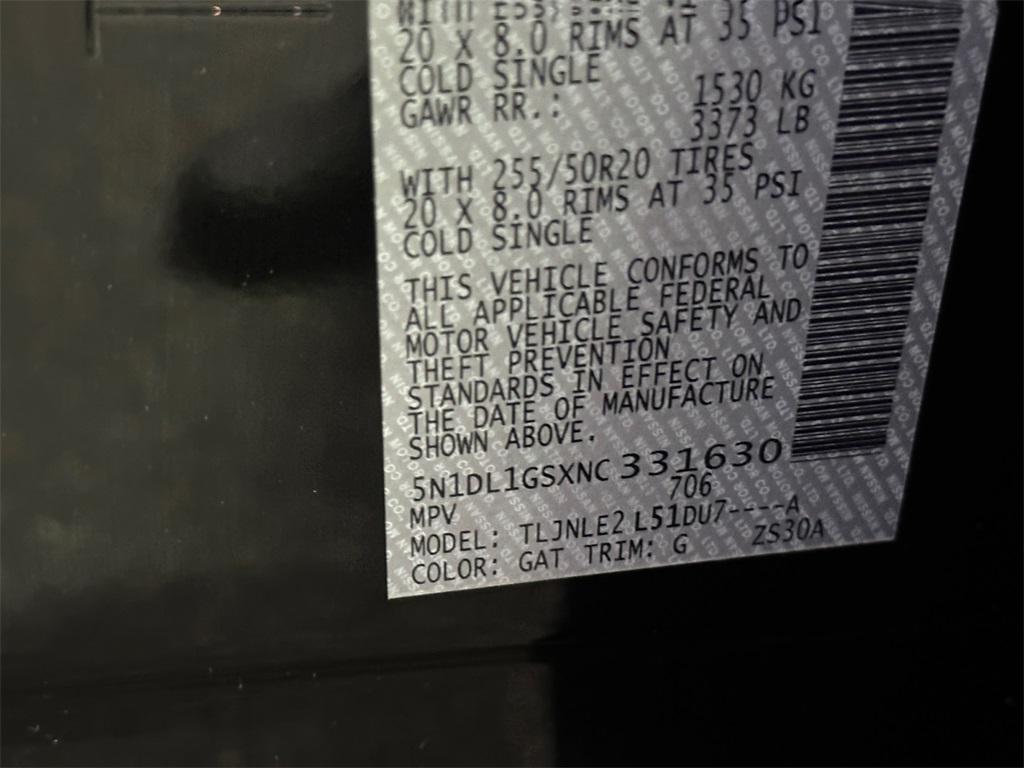 20 X 8.0 RIMS AT 35 PSI
COLD SINGLE
GAWR RR.: 1530 KG
3373 LB
WITH 255/50R20 TIRES
20 X 8.0 RIMS AT 35 PSI
COLD SINGLE
THIS VEHICLE CONFORMS TO
ALL APPLICABLE FEDERAL
MOTOR VEHICLE SAFETY AND
THEFT PREVENTION
STANDARDS IN EFFECT ON
THE DATE OF MANUFACTURE
SHOWN ABOVE.
5N1DL1GSXNC 331630
MPV 706
MODEL: TLJNLE2 L51DU7----A
COLOR: GAT TRIM: G ZS30A